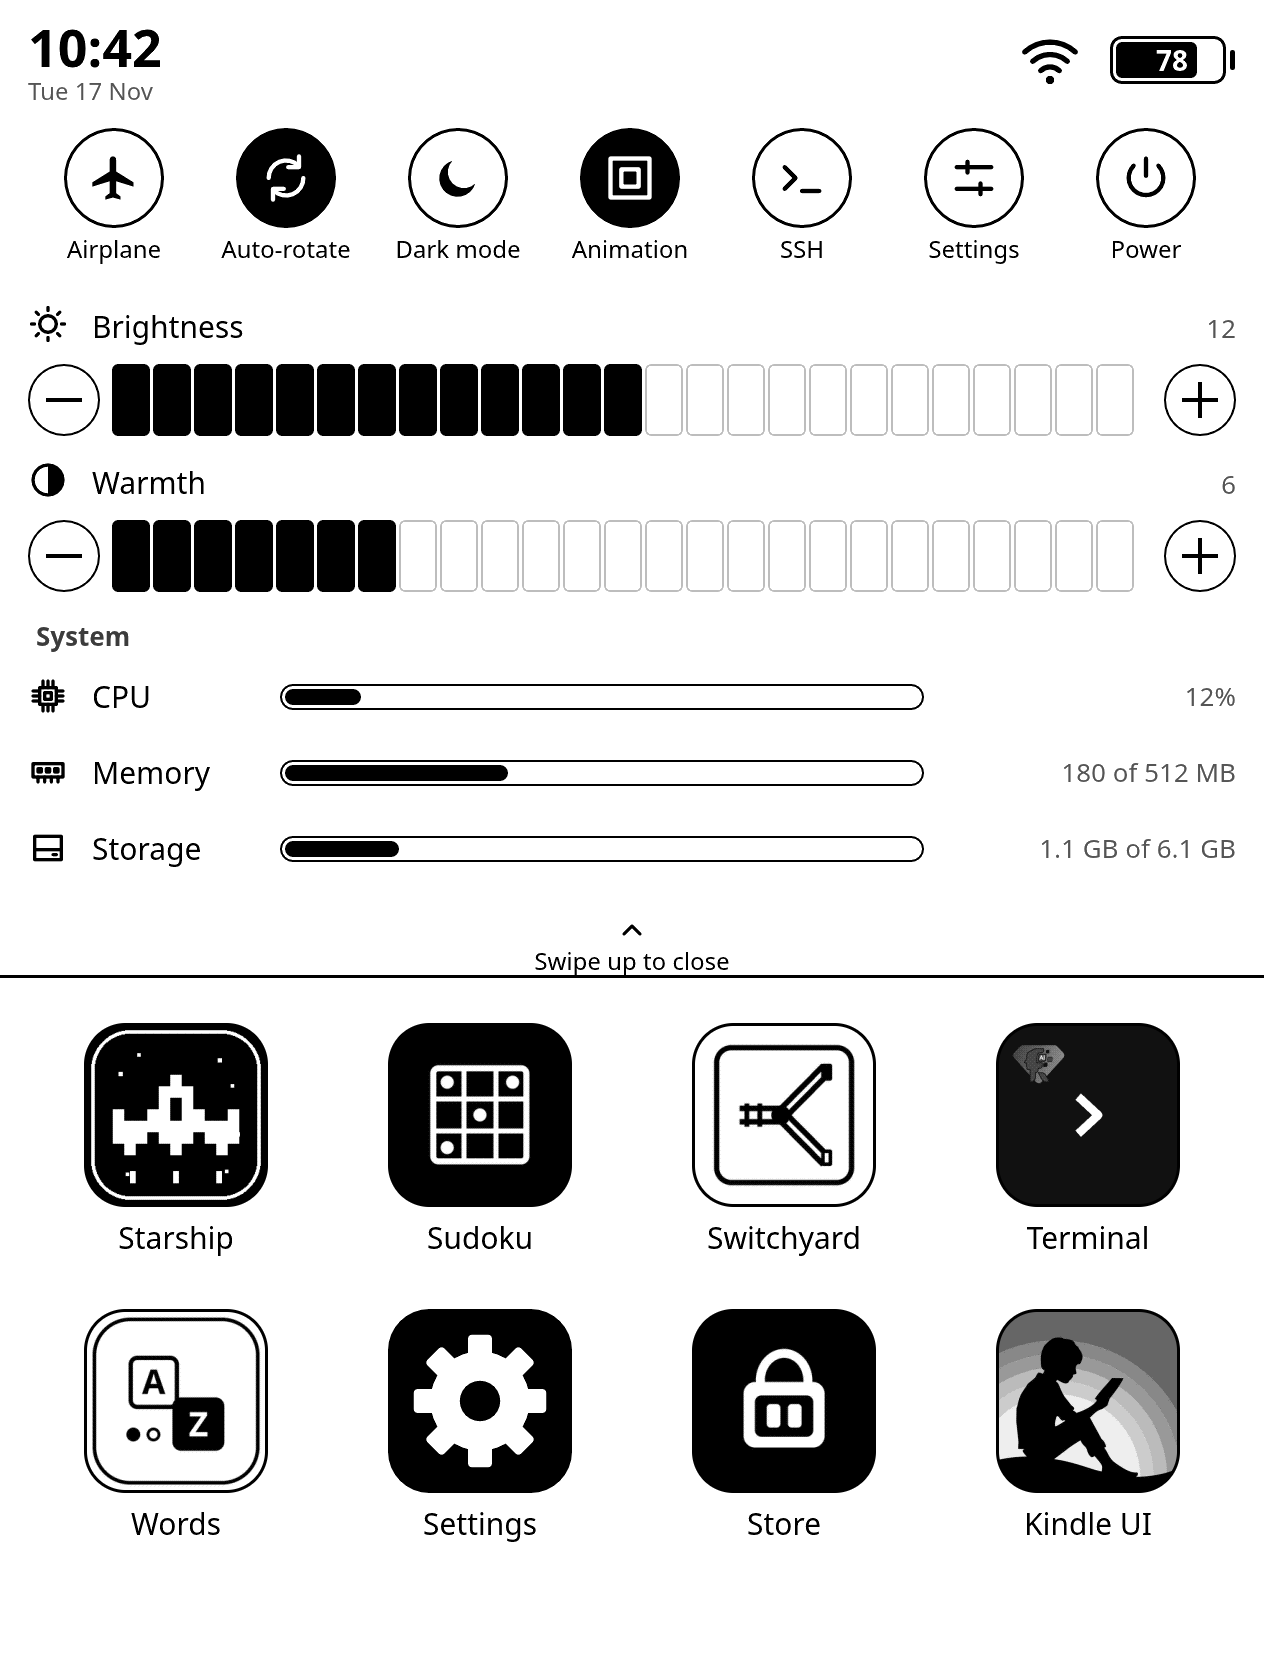 10:42
Tue 17 Nov
78
Airplane Auto-rotate Dark mode Animation SSH Settings Power
Brightness 12
Warmth 6
System
CPU 12%
Memory 180 of 512 MB
Storage 1.1 GB of 6.1 GB
Swipe up to close
AI
Starship Sudoku Switchyard Terminal
A
Z
Words Settings Store Kindle UI